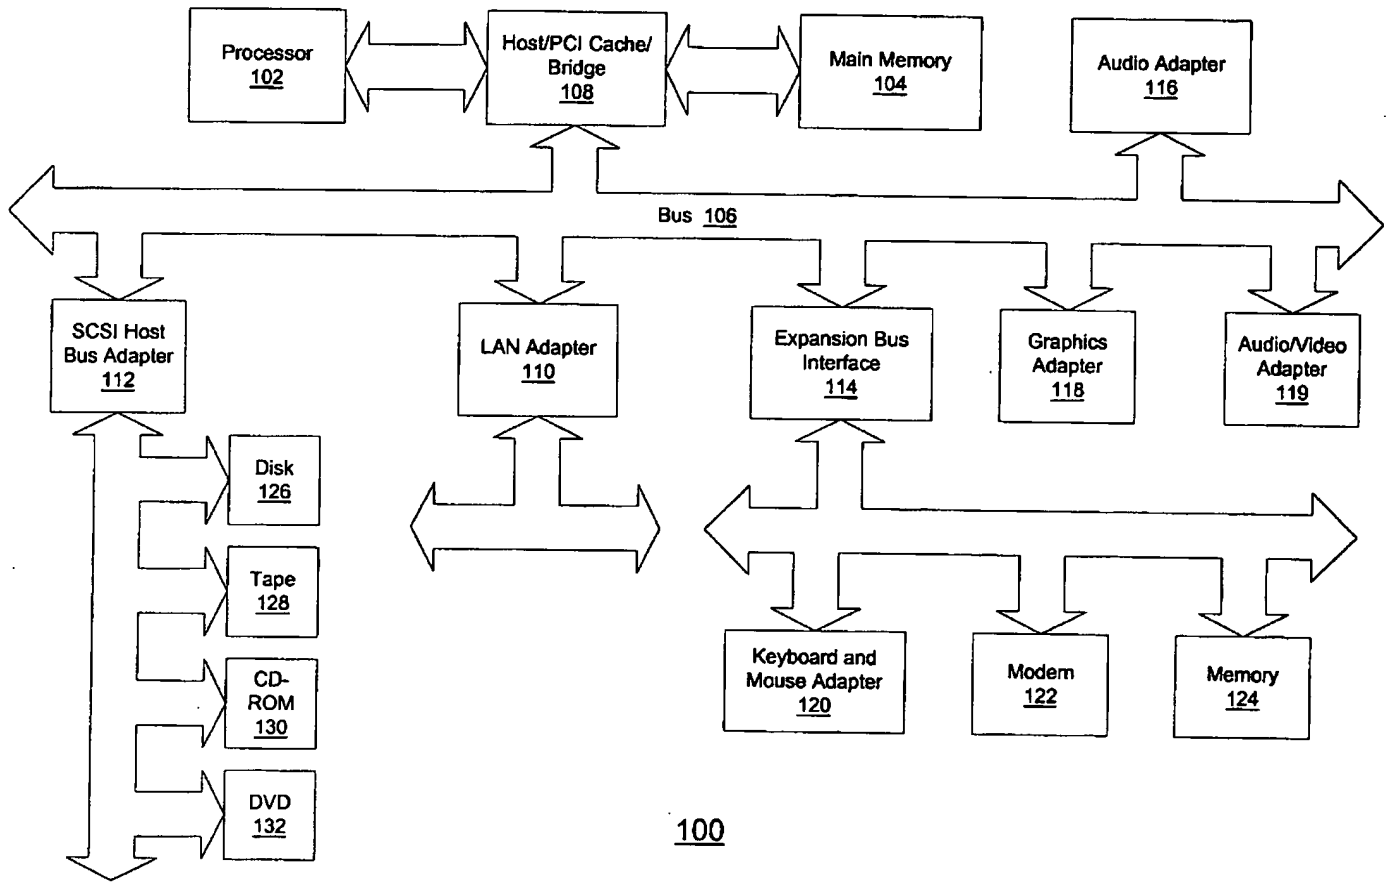 Processor
102
Host/PCI Cache/
Bridge
108
Main Memory
104
Audio Adapter
116
Bus 106
SCSI Host
Bus Adapter
112
LAN Adapter
110
Expansion Bus
Interface
114
Graphics
Adapter
118
Audio/Video
Adapter
119
Disk
126
Tape
128
CD-
ROM
130
DVD
132
Keyboard and
Mouse Adapter
120
Modem
122
Memory
124
100